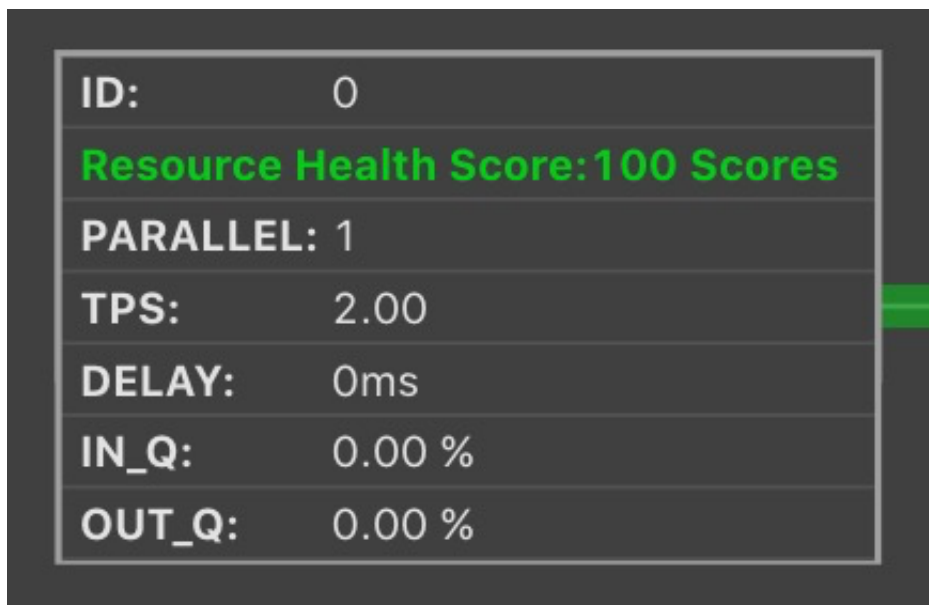 ID: 0
Resource Health Score:100 Scores
PARALLEL: 1
TPS: 2.00
DELAY: 0ms
IN_Q: 0.00 %
OUT_Q: 0.00 %